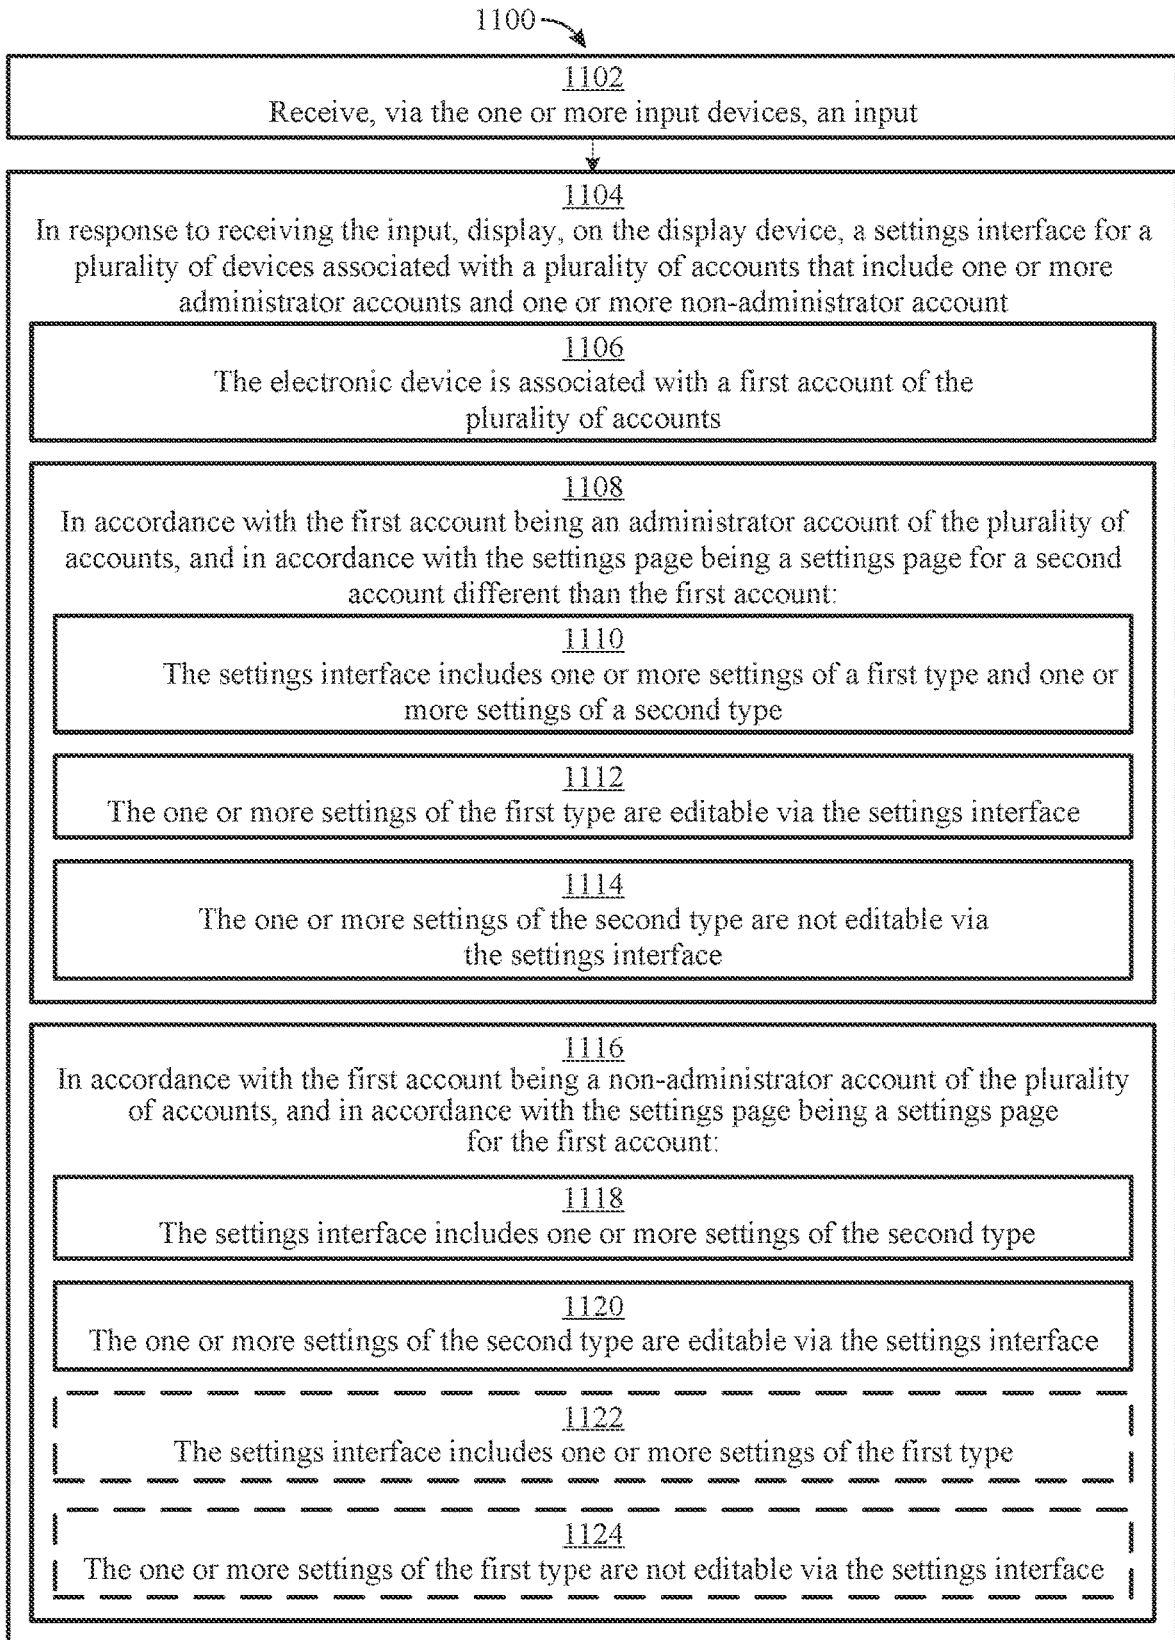 1100
1102
Receive, via the one or more input devices, an input
1104
In response to receiving the input, display, on the display device, a settings interface for a
plurality of devices associated with a plurality of accounts that include one or more
administrator accounts and one or more non-administrator account
1106
The electronic device is associated with a first account of the
plurality of accounts
1108
In accordance with the first account being an administrator account of the plurality of
accounts, and in accordance with the settings page being a settings page for a second
account different than the first account:
1110
The settings interface includes one or more settings of a first type and one or
more settings of a second type
1112
The one or more settings of the first type are editable via the settings interface
1114
The one or more settings of the second type are not editable via
the settings interface
1116
In accordance with the first account being a non-administrator account of the plurality
of accounts, and in accordance with the settings page being a settings page
for the first account:
1118
The settings interface includes one or more settings of the second type
1120
The one or more settings of the second type are editable via the settings interface
1122
The settings interface includes one or more settings of the first type
1124
The one or more settings of the first type are not editable via the settings interface